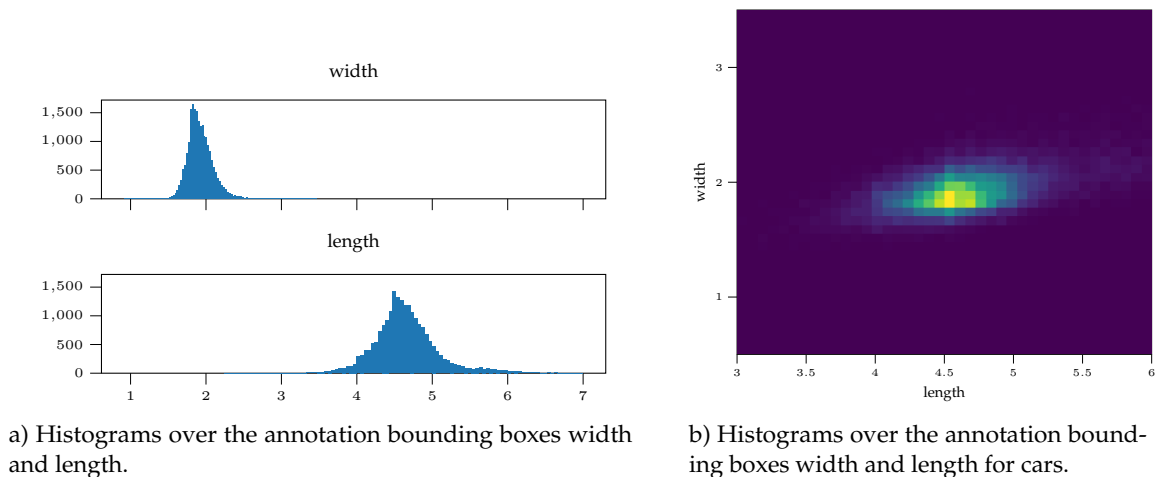 width
1,500
1,000
500
0
length
1,500
1,000
500
0
1 2 3 4 5 6 7
a) Histograms over the annotation bounding boxes width
and length.
width
3
2
1
3 3.5 4 4.5 5 5.5 6
length
b) Histograms over the annotation bound-
ing boxes width and length for cars.